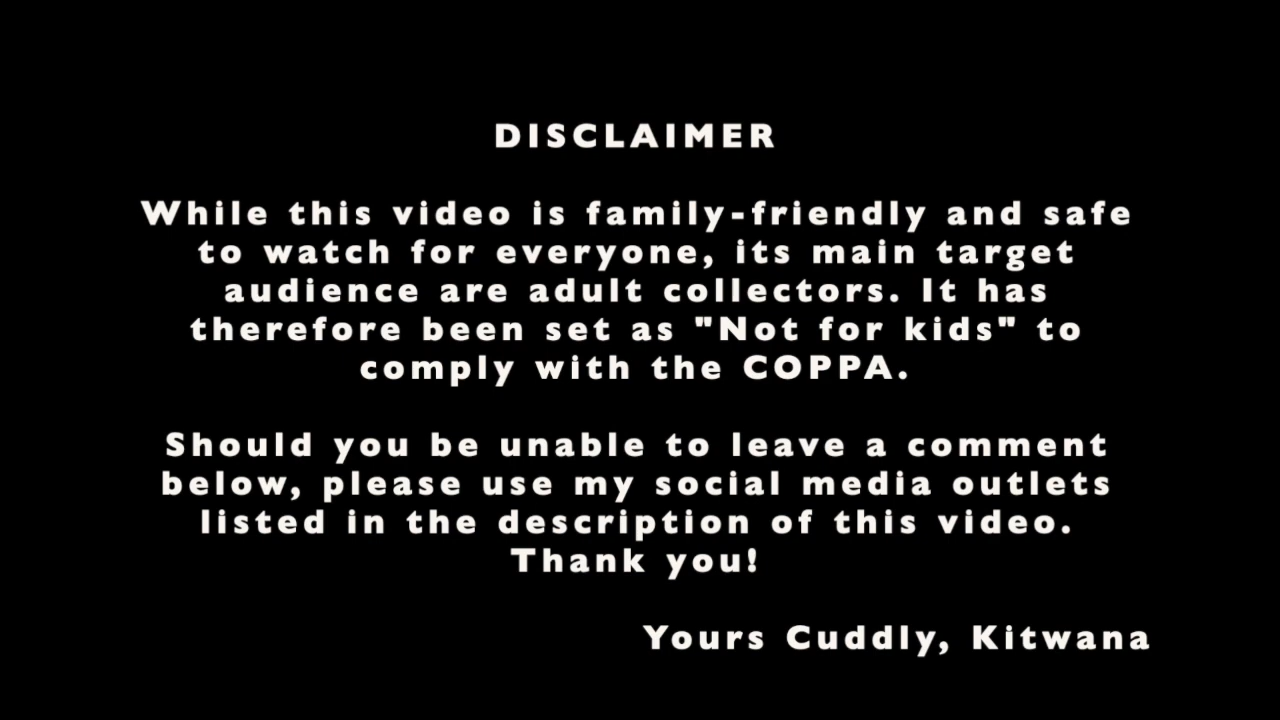 DISCLAIMER
While this video is family-friendly and safe
to watch for everyone, its main target
audience are adult collectors. It has
therefore been set as "Not for kids" to
comply with the COPPA.
Should you be unable to leave a comment
below, please use my social media outlets
listed in the description of this video.
Thank you!
Yours Cuddly, Kitwana